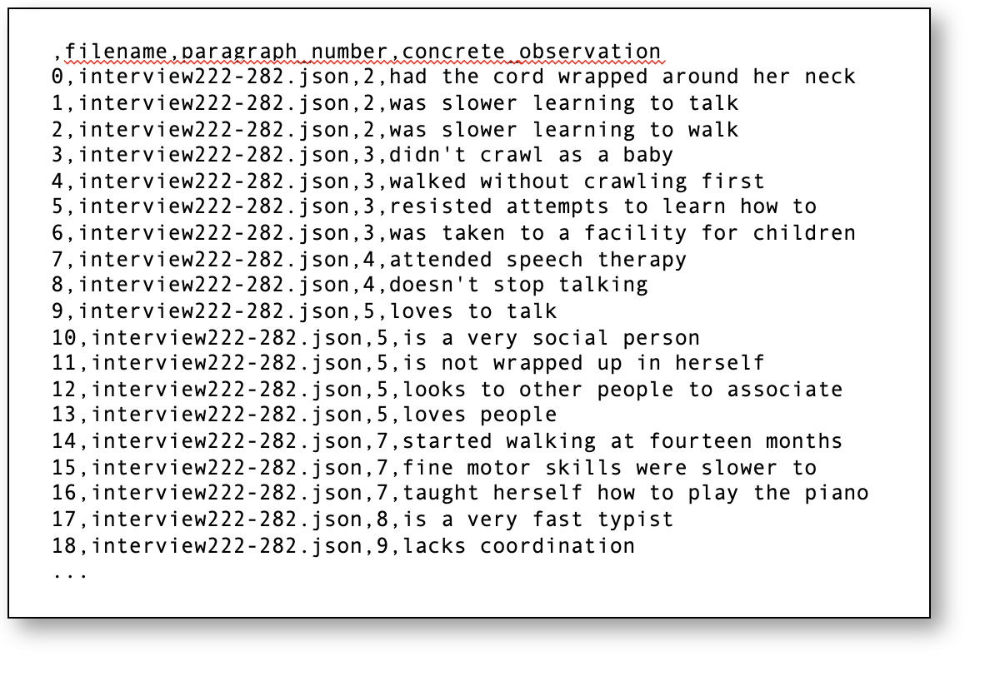 ,filename,paragraph_number,concrete_observation
0,interview222-282.json,2,had the cord wrapped around her neck
1,interview222-282.json,2,was slower learning to talk
2,interview222-282.json,2,was slower learning to walk
3,interview222-282.json,3,didn't crawl as a baby
4,interview222-282.json,3,walked without crawling first
5,interview222-282.json,3,resisted attempts to learn how to
6,interview222-282.json,3,was taken to a facility for children
7,interview222-282.json,4,attended speech therapy
8,interview222-282.json,4,doesn't stop talking
9,interview222-282.json,5,loves to talk
10,interview222-282.json,5,is a very social person
11,interview222-282.json,5,is not wrapped up in herself
12,interview222-282.json,5,looks to other people to associate
13,interview222-282.json,5,loves people
14,interview222-282.json,7,started walking at fourteen months
15,interview222-282.json,7,fine motor skills were slower to
16,interview222-282.json,7,taught herself how to play the piano
17,interview222-282.json,8,is a very fast typist
18,interview222-282.json,9,lacks coordination
...